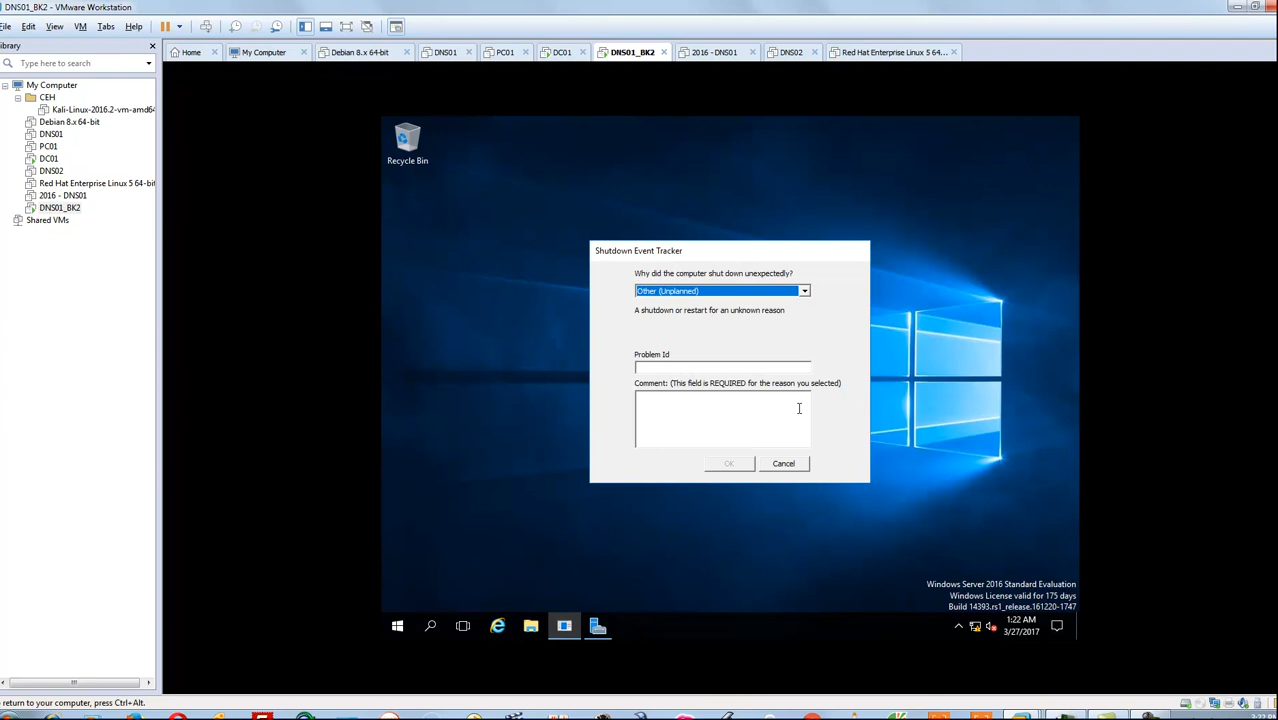 DNS01_BK2 - VMware Workstation
File Edit View VM Tabs Help
Library
Type here to search
My Computer
CEH
Kali-Linux-2016.2-vm-amd64
Debian 8.x 64-bit
DNS01
PC01
DC01
DNS02
Red Hat Enterprise Linux 5 64-bit
2016 - DNS01
DNS01_BK2
Shared VMs
Home My Computer Debian 8.x 64-bit DNS01 PC01 DC01 DNS01_BK2 2016 - DNS01 DNS02 Red Hat Enterprise Linux 5 64...
Recycle Bin
Shutdown Event Tracker
Why did the computer shut down unexpectedly?
Other (Unplanned)
A shutdown or restart for an unknown reason
Problem Id
Comment: (This field is REQUIRED for the reason you selected)
OK Cancel
Windows Server 2016 Standard Evaluation
Windows License valid for 175 days
Build 14393.rs1_release.161220-1747
1:22 AM
3/27/2017
return to your computer, press Ctrl+Alt.